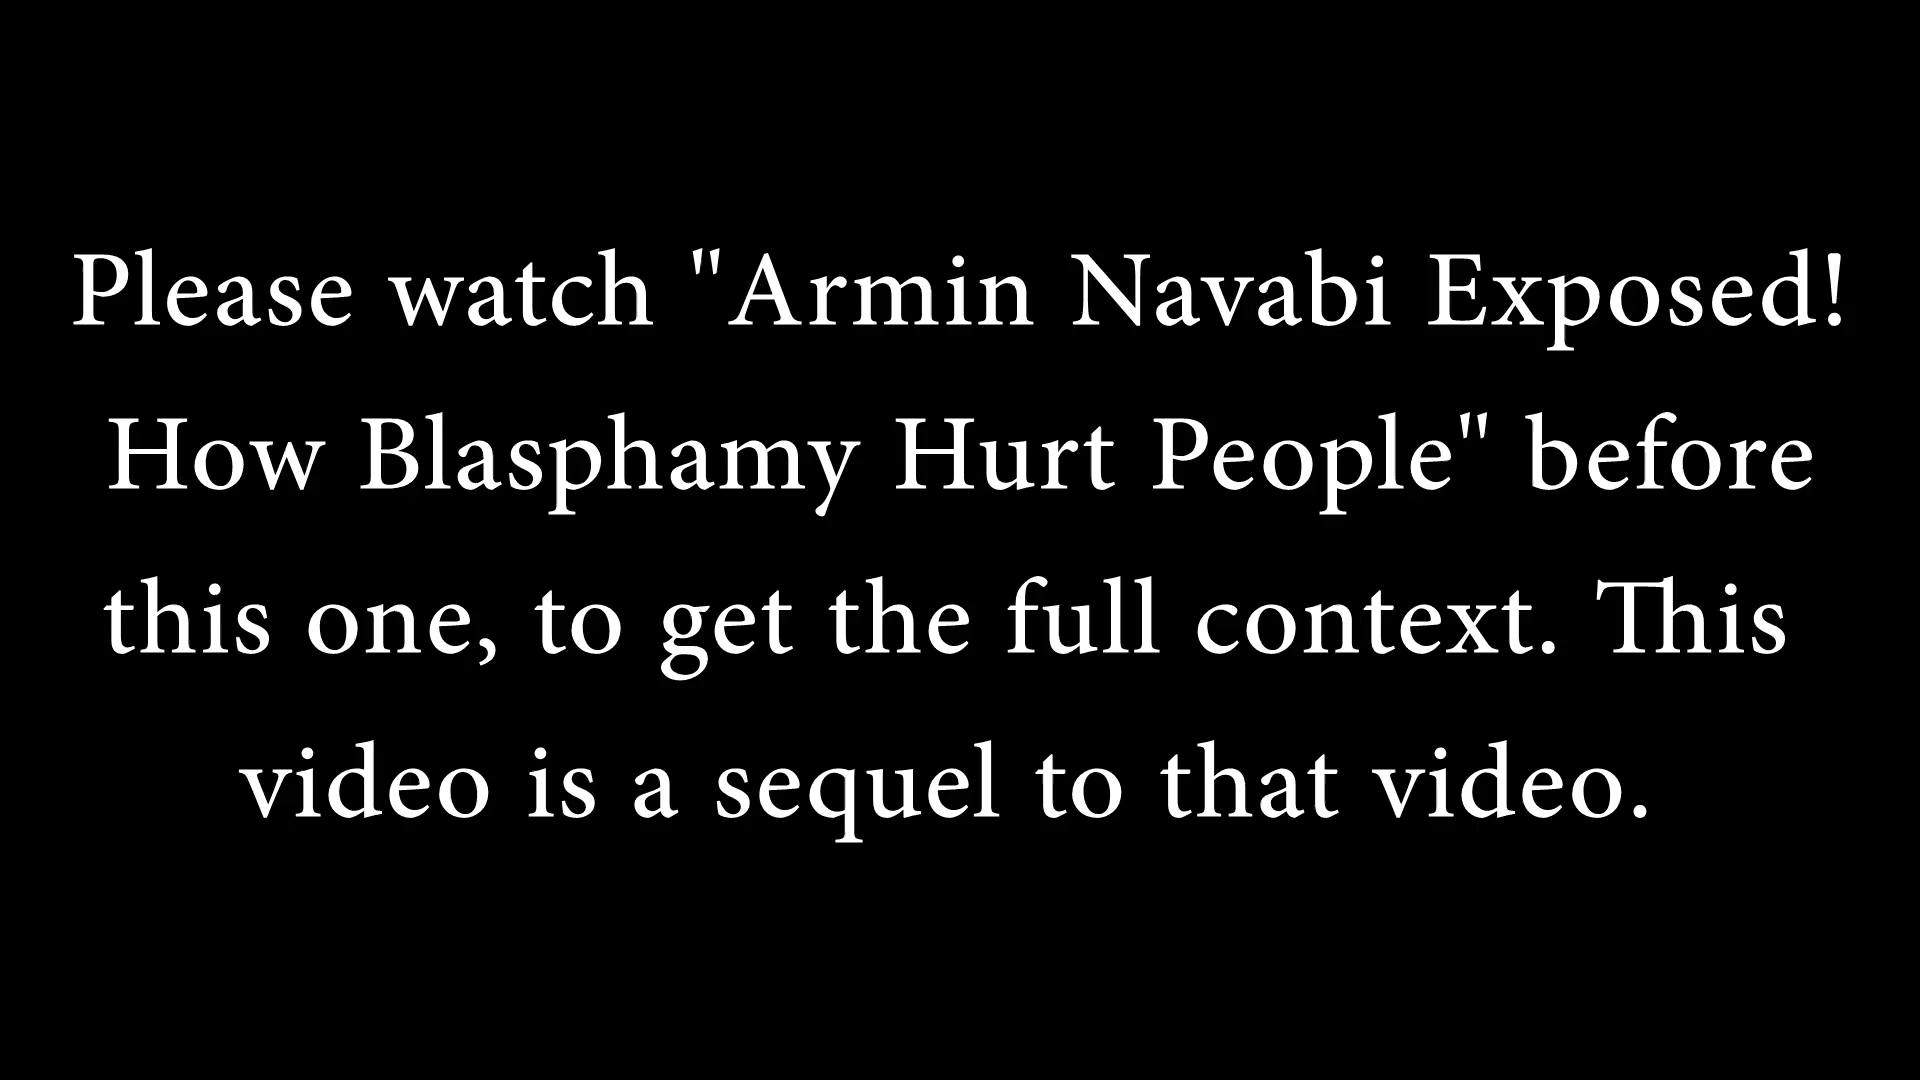 Please watch "Armin Navabi Exposed!
How Blasphamy Hurt People" before
this one, to get the full context. This
video is a sequel to that video.